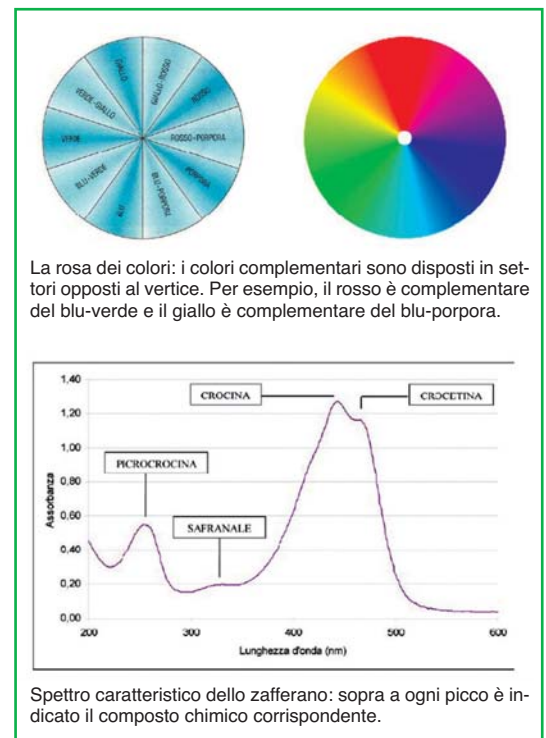 GIALLO
GIALLO-ROSSO
ROSSO
ROSSO-PORPORA
PORPORA
BLU-PORPORA
BLU
BLU-VERDE
VERDE
VERDE-GIALLO
La rosa dei colori: i colori complementari sono disposti in set-
tori opposti al vertice. Per esempio, il rosso è complementare
del blu-verde e il giallo è complementare del blu-porpora.
1,40
1,20
1,00
0,80
0,60
0,40
0,20
0,00
Assorbanza
CROCINA
CROCETINA
PICROCROCINA
SAFRANALE
200
300
400
500
600
Lunghezza d'onda (nm)
Spettro caratteristico dello zafferano: sopra a ogni picco è in-
dicato il composto chimico corrispondente.